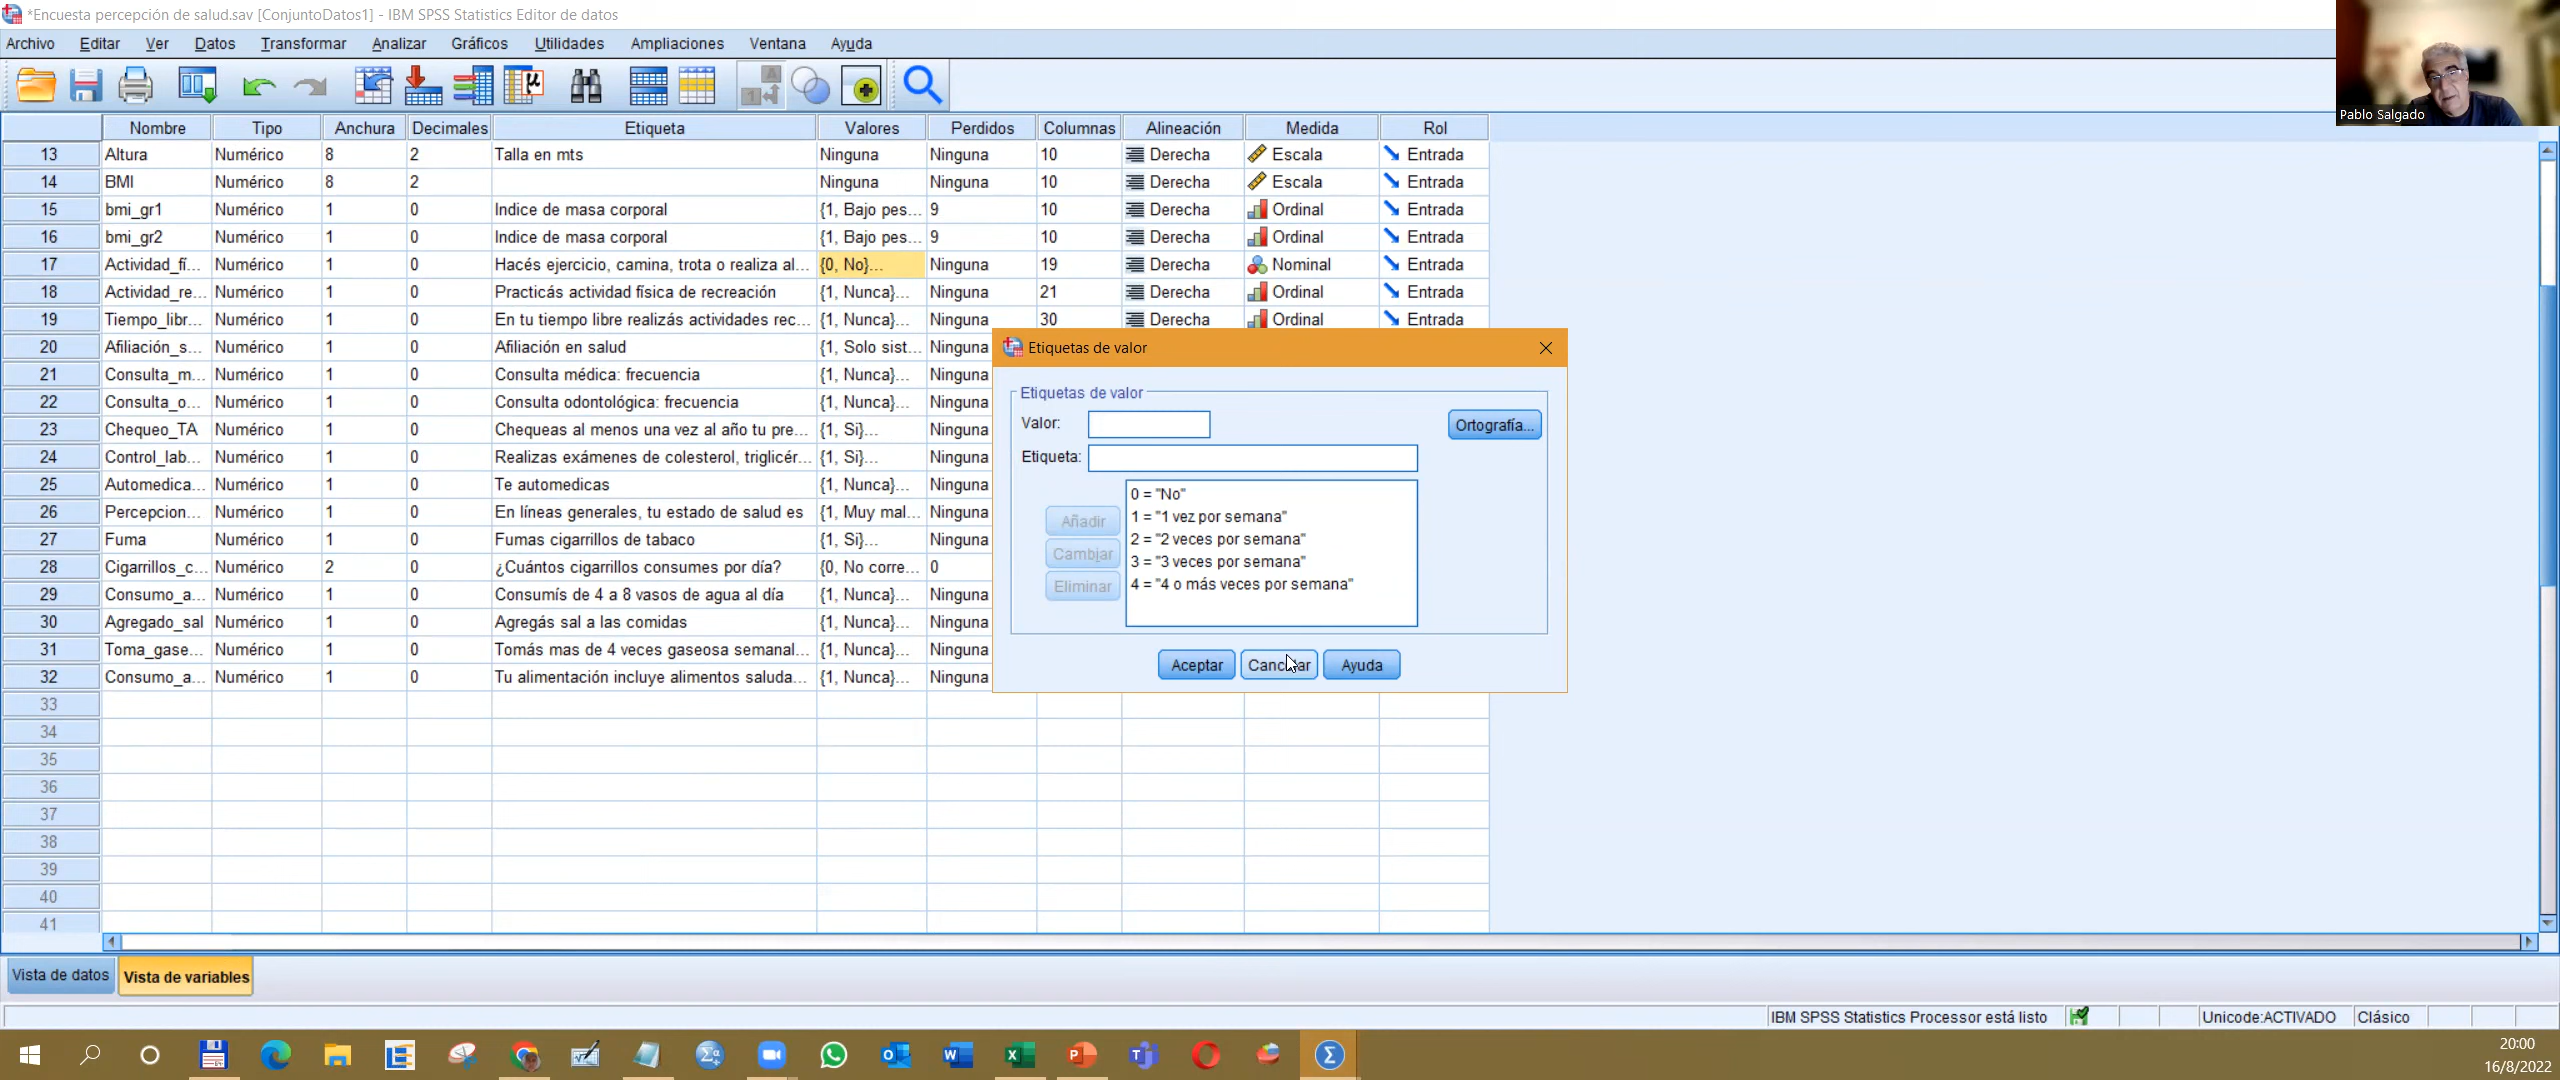 *Encuesta percepción de salud.sav [ConjuntoDatos1] - IBM SPSS Statistics Editor de datos
Archivo Editar Ver Datos Transformar Analizar Gráficos Utilidades Ampliaciones Ventana Ayuda
Pablo Salgado
Nombre Tipo Anchura Decimales Etiqueta Valores Perdidos Columnas Alineación Medida Rol
13 Altura Numérico 8 2 Talla en mts Ninguna Ninguna 10 Derecha Escala Entrada
14 BMI Numérico 8 2 Ninguna Ninguna 10 Derecha Escala Entrada
15 bmi_gr1 Numérico 1 0 Indice de masa corporal {1, Bajo pes... 9 10 Derecha Ordinal Entrada
16 bmi_gr2 Numérico 1 0 Indice de masa corporal {1, Bajo pes... 9 10 Derecha Ordinal Entrada
17 Actividad_fí... Numérico 1 0 Hacés ejercicio, camina, trota o realiza al... {0, No}... Ninguna 19 Derecha Nominal Entrada
18 Actividad_re... Numérico 1 0 Practicás actividad física de recreación {1, Nunca}... Ninguna 21 Derecha Ordinal Entrada
19 Tiempo_libr... Numérico 1 0 En tu tiempo libre realizás actividades rec... {1, Nunca}... Ninguna 30 Derecha Ordinal Entrada
20 Afiliación_s... Numérico 1 0 Afiliación en salud {1, Solo sist... Ninguna
21 Consulta_m... Numérico 1 0 Consulta médica: frecuencia {1, Nunca}... Ninguna
22 Consulta_o... Numérico 1 0 Consulta odontológica: frecuencia {1, Nunca}... Ninguna
23 Chequeo_TA Numérico 1 0 Chequeas al menos una vez al año tu pre... {1, Si}... Ninguna
24 Control_lab... Numérico 1 0 Realizas exámenes de colesterol, triglicér... {1, Si}... Ninguna
25 Automedica... Numérico 1 0 Te automedicas {1, Nunca}... Ninguna
26 Percepcion... Numérico 1 0 En líneas generales, tu estado de salud es {1, Muy mal... Ninguna
27 Fuma Numérico 1 0 Fumas cigarrillos de tabaco {1, Si}... Ninguna
28 Cigarrillos_c... Numérico 2 0 ¿Cuántos cigarrillos consumes por día? {0, No corre... 0
29 Consumo_a... Numérico 1 0 Consumís de 4 a 8 vasos de agua al día {1, Nunca}... Ninguna
30 Agregado_sal Numérico 1 0 Agregás sal a las comidas {1, Nunca}... Ninguna
31 Toma_gase... Numérico 1 0 Tomás mas de 4 veces gaseosa semanal... {1, Nunca}... Ninguna
32 Consumo_a... Numérico 1 0 Tu alimentación incluye alimentos saluda... {1, Nunca}... Ninguna
33
34
35
36
37
38
39
40
41
Etiquetas de valor
Etiquetas de valor
Valor:
Ortografía...
Etiqueta:
0 = "No"
1 = "1 vez por semana"
2 = "2 veces por semana"
3 = "3 veces por semana"
4 = "4 o más veces por semana"
Añadir
Cambiar
Eliminar
Aceptar Cancelar Ayuda
Vista de datos Vista de variables
IBM SPSS Statistics Processor está listo Unicode:ACTIVADO Clásico
20:00
16/8/2022